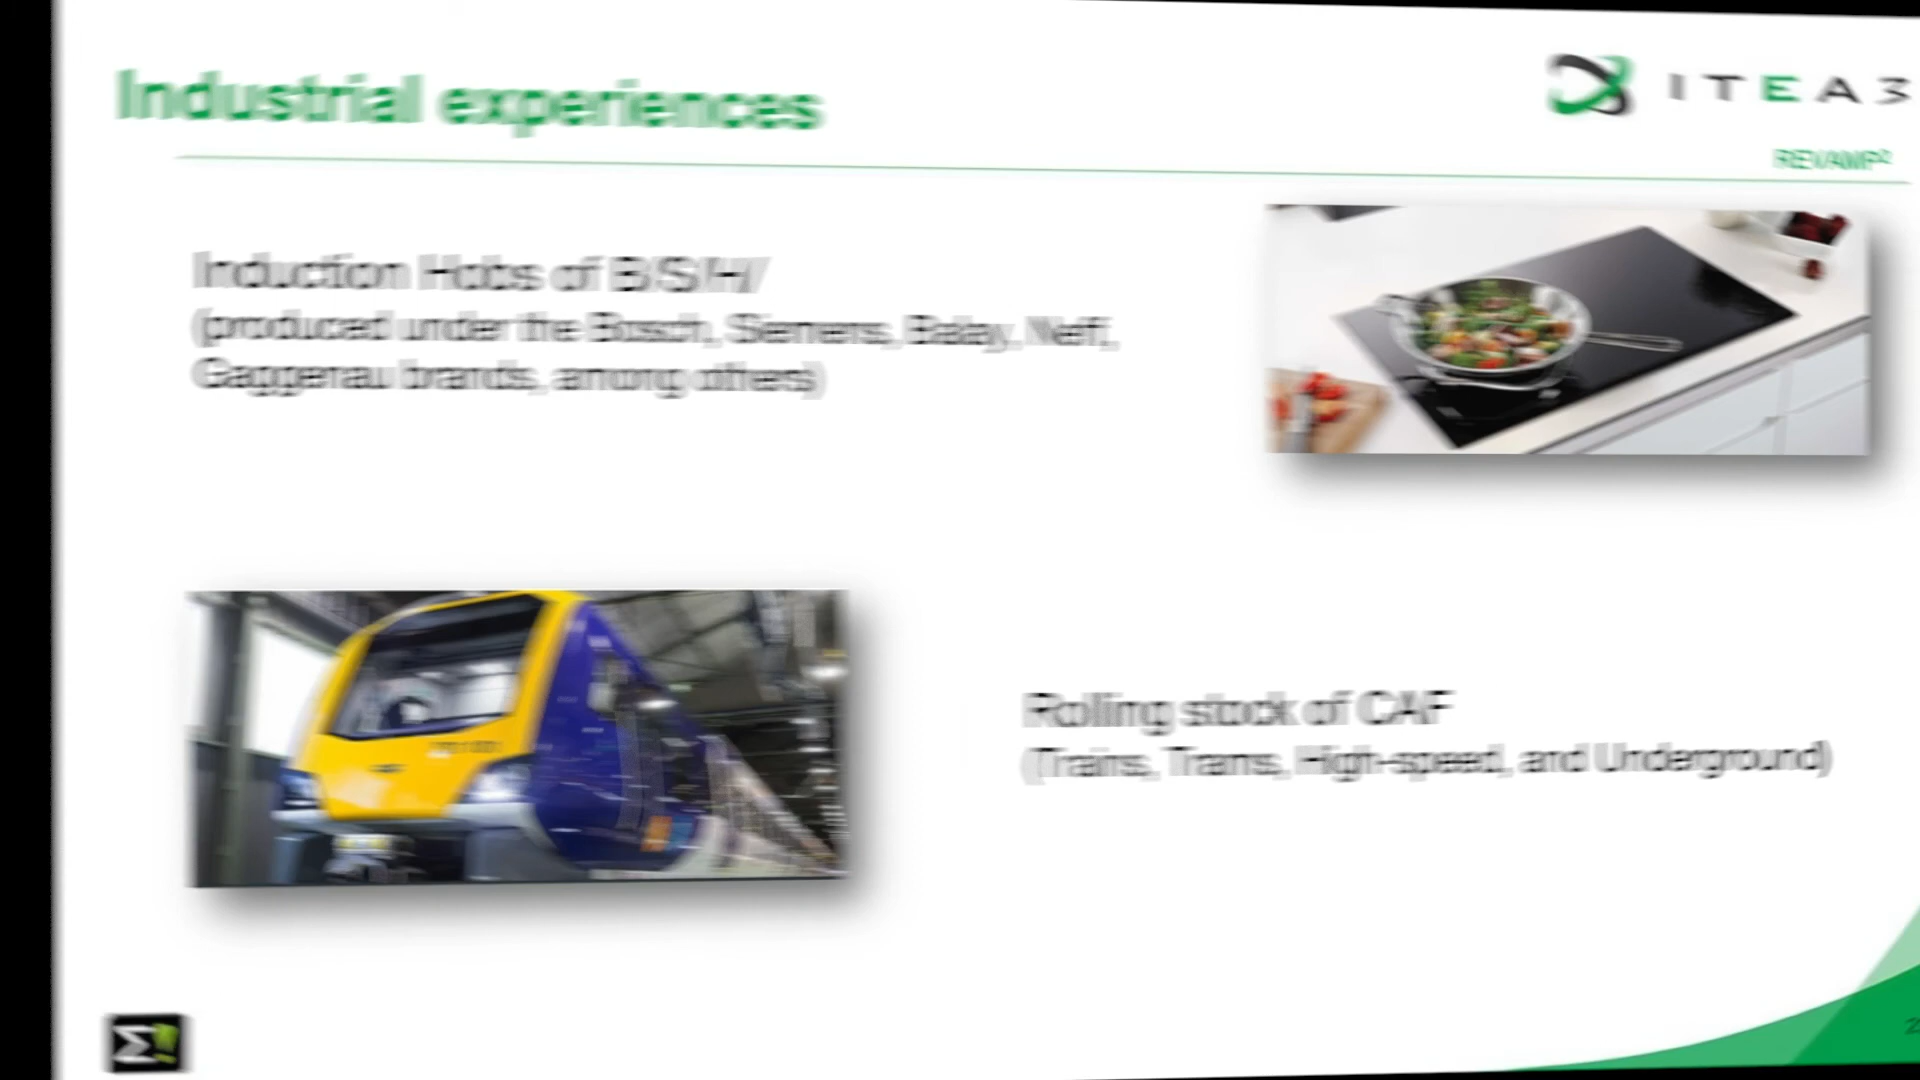 Industrial experiences
ITEA3
REVAMP²
Induction Hobs of B/S/H/
(produced under the Bosch, Siemens, Balay, Neff,
Gaggenau brands, among others)
Rolling stock of CAF
(Trains, Trams, High-speed, and Underground)